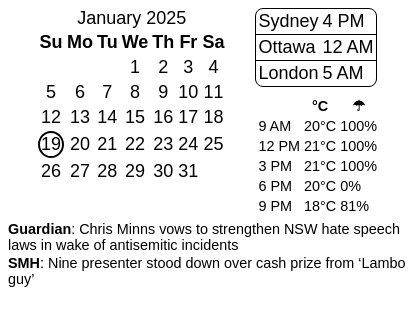 January 2025
Su Mo Tu We Th Fr Sa
1 2 3 4
5 6 7 8 9 10 11
12 13 14 15 16 17 18
19 20 21 22 23 24 25
26 27 28 29 30 31
Sydney 4 PM
Ottawa 12 AM
London 5 AM
°C ☂
9 AM 20°C 100%
12 PM 21°C 100%
3 PM 21°C 100%
6 PM 20°C 0%
9 PM 18°C 81%
Guardian: Chris Minns vows to strengthen NSW hate speech
laws in wake of antisemitic incidents
SMH: Nine presenter stood down over cash prize from ‘Lambo
guy’